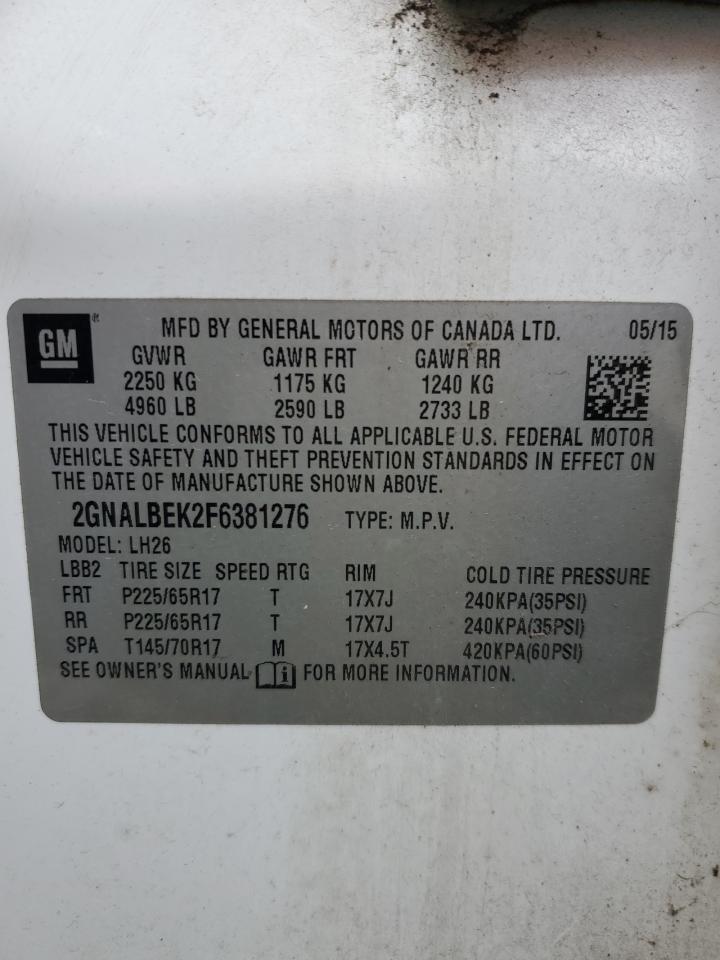 GM®
MFD BY GENERAL MOTORS OF CANADA LTD. 05/15
GVWR GAWR FRT GAWR RR
2250 KG 1175 KG 1240 KG
4960 LB 2590 LB 2733 LB
THIS VEHICLE CONFORMS TO ALL APPLICABLE U.S. FEDERAL MOTOR
VEHICLE SAFETY AND THEFT PREVENTION STANDARDS IN EFFECT ON
THE DATE OF MANUFACTURE SHOWN ABOVE.
2GNALBEK2F6381276 TYPE: M.P.V.
MODEL: LH26
LBB2 TIRE SIZE SPEED RTG RIM COLD TIRE PRESSURE
FRT P225/65R17 T 17X7J 240KPA(35PSI)
RR P225/65R17 T 17X7J 240KPA(35PSI)
SPA T145/70R17 M 17X4.5T 420KPA(60PSI)
SEE OWNER'S MANUAL i FOR MORE INFORMATION.